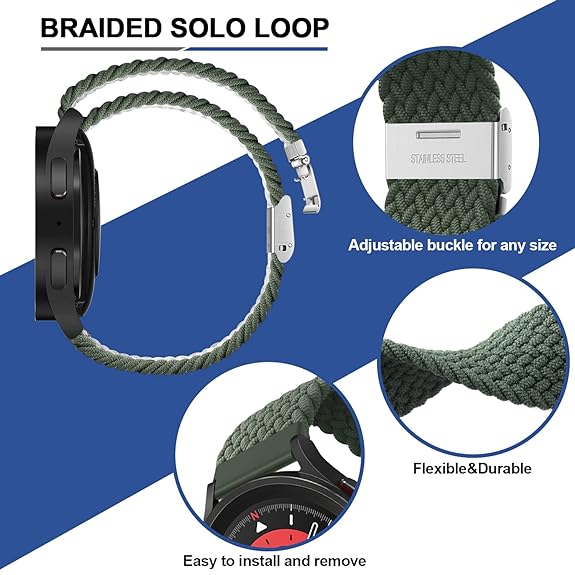 BRAIDED SOLO LOOP
STAINLESS STEEL
Adjustable buckle for any size
Flexible&Durable
N
Easy to install and remove